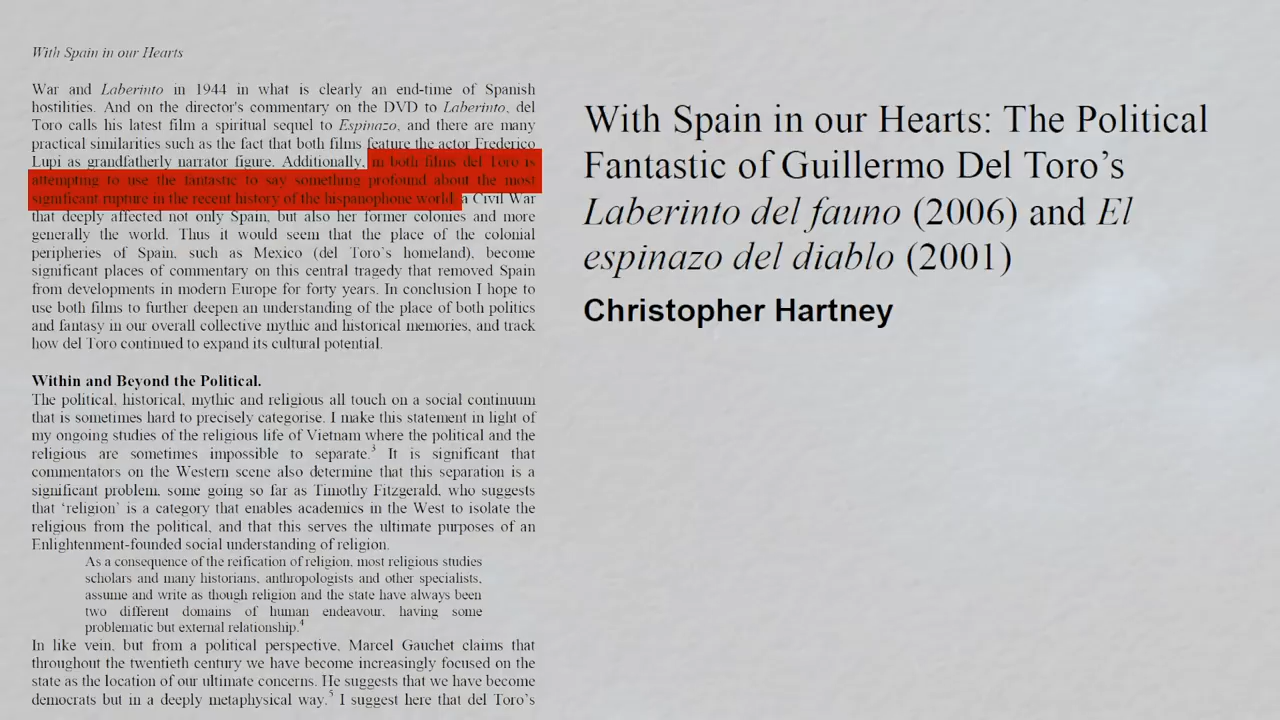 With Spain in our Hearts
War and Laberinto in 1944 in what is clearly an end-time of Spanish
hostilities. And on the director's commentary on the DVD to Laberinto, del
Toro calls his latest film a spiritual sequel to Espinazo, and there are many
practical similarities such as the fact that both films feature the actor Frederico
Lupi as grandfatherly narrator figure. Additionally, in both films del Toro is
attempting to use the fantastic to say something profound about the most
significant rupture in the recent history of the hispanophone world; a Civil War
that deeply affected not only Spain, but also her former colonies and more
generally the world. Thus it would seem that the place of the colonial
peripheries of Spain, such as Mexico (del Toro's homeland), become
significant places of commentary on this central tragedy that removed Spain
from developments in modern Europe for forty years. In conclusion I hope to
use both films to further deepen an understanding of the place of both politics
and fantasy in our overall collective mythic and historical memories, and track
how del Toro continued to expand its cultural potential.
Within and Beyond the Political.
The political, historical, mythic and religious all touch on a social continuum
that is sometimes hard to precisely categorise. I make this statement in light of
my ongoing studies of the religious life of Vietnam where the political and the
religious are sometimes impossible to separate.3 It is significant that
commentators on the Western scene also determine that this separation is a
significant problem, some going so far as Timothy Fitzgerald, who suggests
that ‘religion’ is a category that enables academics in the West to isolate the
religious from the political, and that this serves the ultimate purposes of an
Enlightenment-founded social understanding of religion.
As a consequence of the reification of religion, most religious studies
scholars and many historians, anthropologists and other specialists,
assume and write as though religion and the state have always been
two different domains of human endeavour, having some
problematic but external relationship.4
In like vein, but from a political perspective, Marcel Gauchet claims that
throughout the twentieth century we have become increasingly focused on the
state as the location of our ultimate concerns. He suggests that we have become
democrats but in a deeply metaphysical way.5 I suggest here that del Toro's
With Spain in our Hearts: The Political
Fantastic of Guillermo Del Toro’s
Laberinto del fauno (2006) and El
espinazo del diablo (2001)
Christopher Hartney